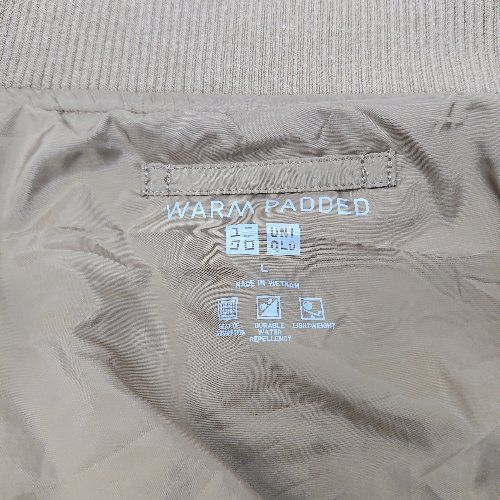 WARM PADDED
ユニ UNI
クロ QLO
L
MADE IN VIETNAM
DURABLE LIGHTWEIGHT
WATER
REPELLENCY